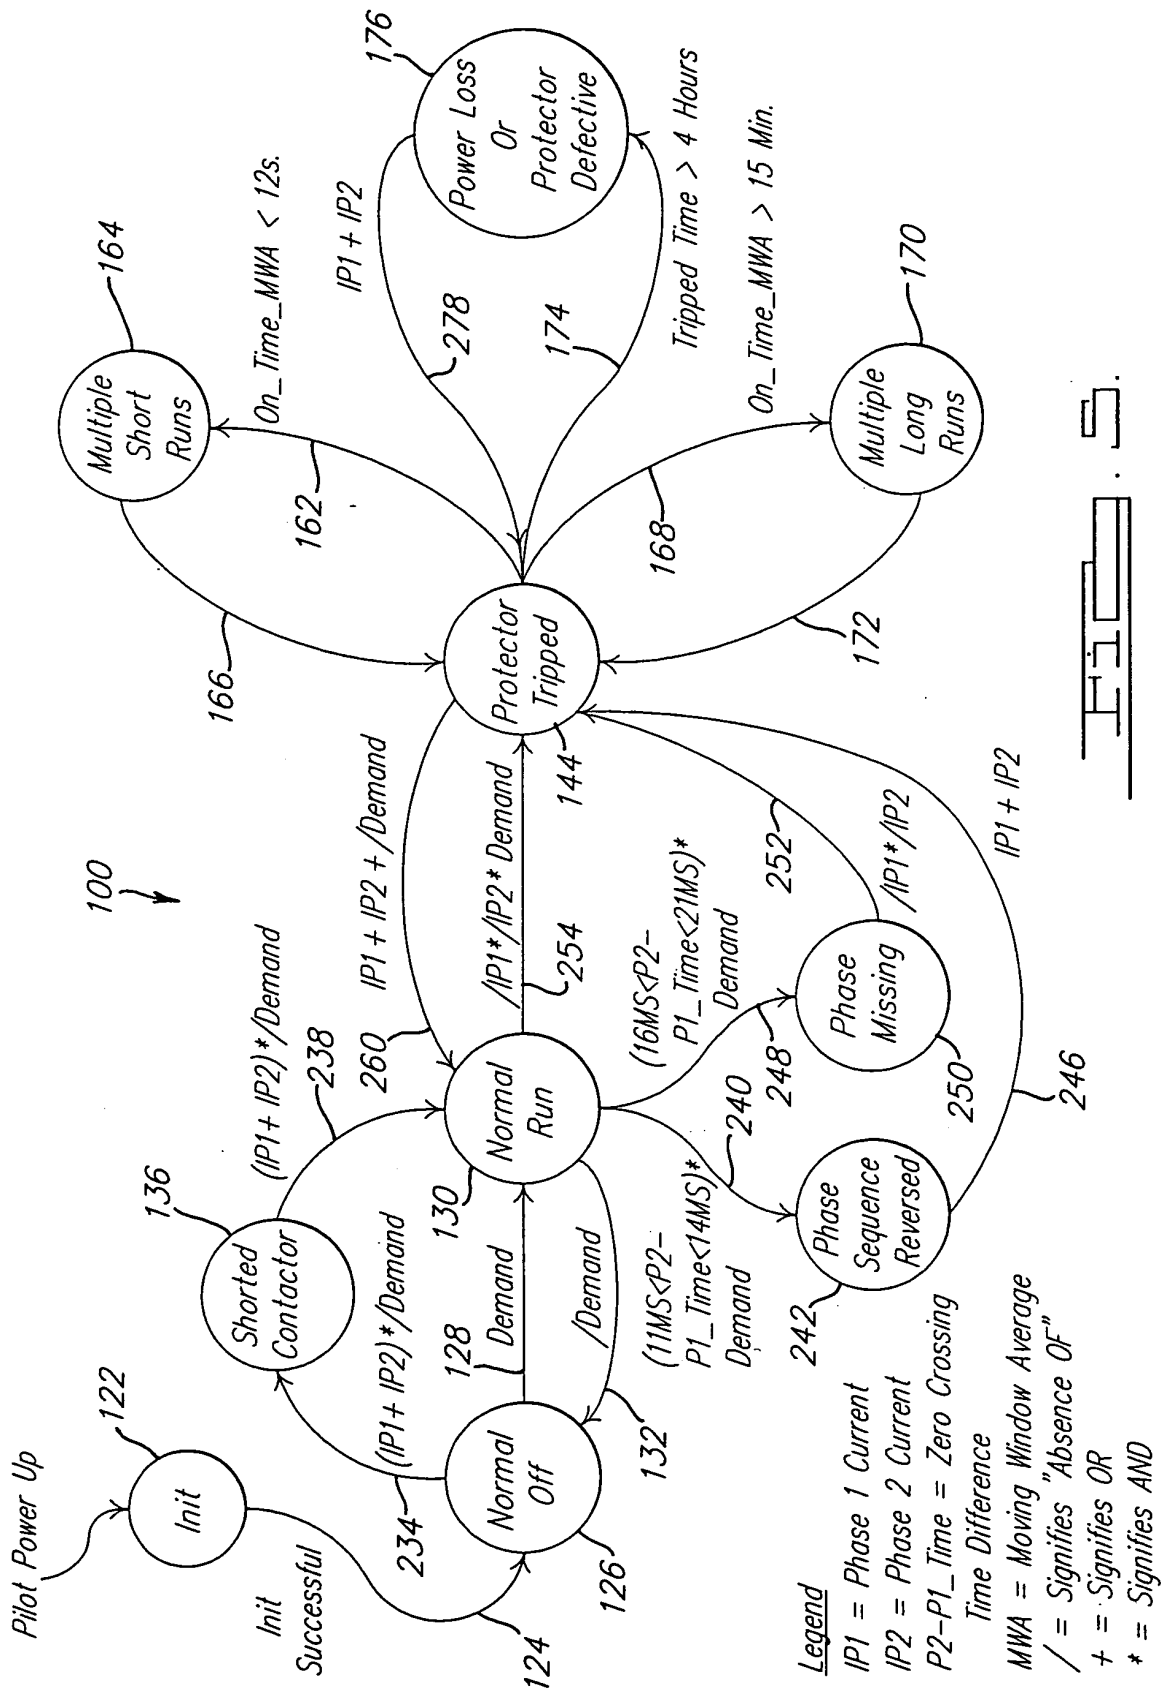 100
Pilot Power Up
122
Init
Init
Successful
124
(IP1+ IP2)*/Demand
136
Shorted
Contactor
238
234
(IP1+ IP2)*/Demand
Normal
Off
126
128
Demand
/Demand
132
130
Normal
Run
260
IP1 + IP2 + /Demand
/IP1*/IP2* Demand
254
(11MS<P2-
P1_Time<14MS)*
Demand
240
(16MS<P2-
P1_Time<21MS)*
Demand
248
Phase
Sequence
Reversed
242
Phase
Missing
250
252
/IP1*/IP2
246
IP1 + IP2
144
Protector
Tripped
166
162
164
Multiple
Short
Runs
On_Time_MWA < 12s.
IP1 + IP2
278
176
Power Loss
Or
Protector
Defective
174
Tripped Time > 4 Hours
168
On_Time_MWA > 15 Min.
170
Multiple
Long
Runs
172
Legend
IP1 = Phase 1 Current
IP2 = Phase 2 Current
P2-P1_Time = Zero Crossing
Time Difference
MWA = Moving Window Average
/ = Signifies "Absence OF"
+ = Signifies OR
* = Signifies AND
Fig. 5.